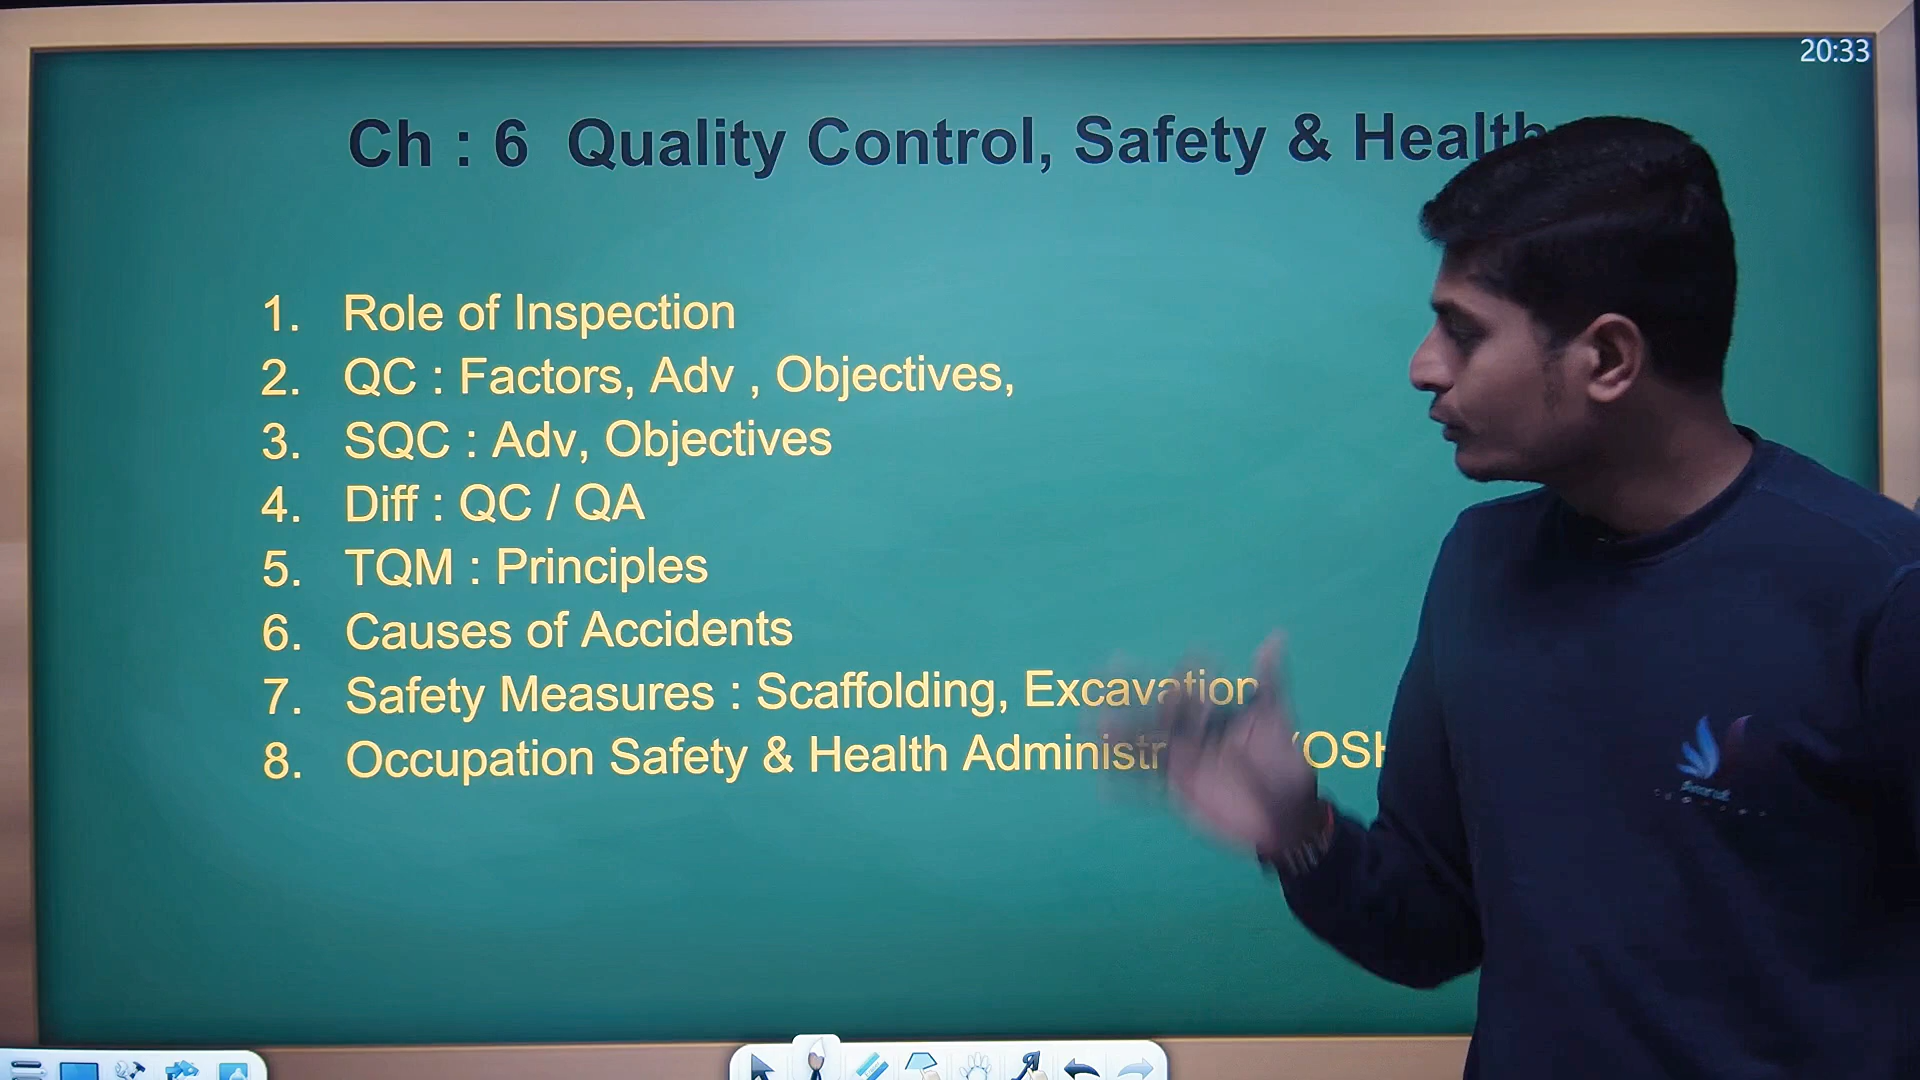 20:33
Ch : 6 Quality Control, Safety & Health
1. Role of Inspection
2. QC : Factors, Adv , Objectives,
3. SQC : Adv, Objectives
4. Diff : QC / QA
5. TQM : Principles
6. Causes of Accidents
7. Safety Measures : Scaffolding, Excavation
8. Occupation Safety & Health Administr (OSH